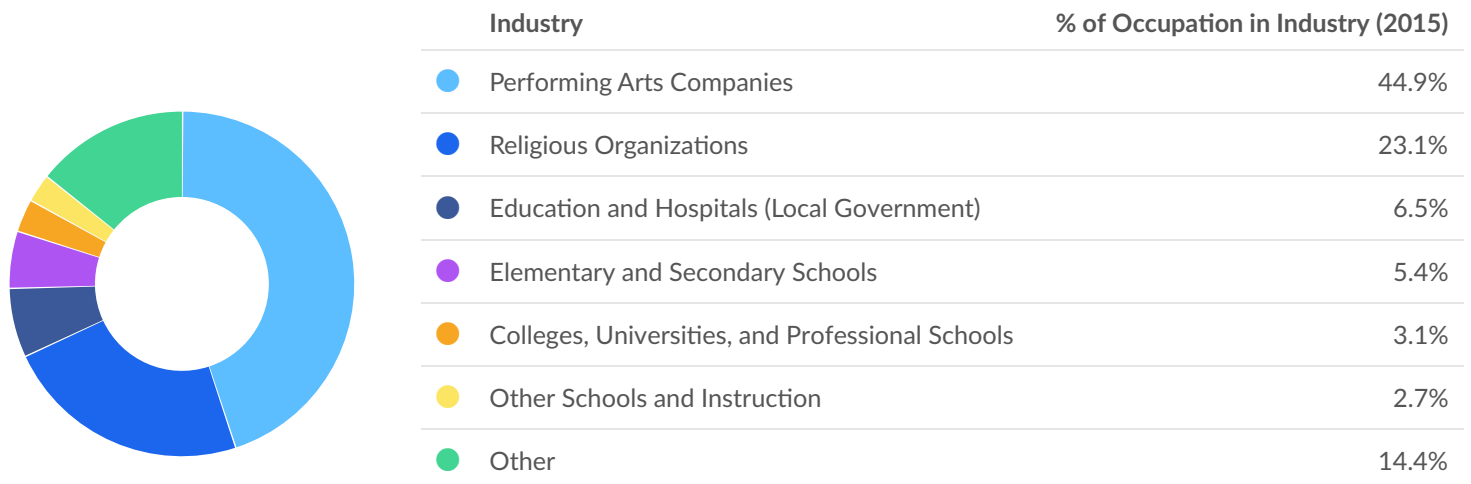 Industry % of Occupation in Industry (2015)
Performing Arts Companies 44.9%
Religious Organizations 23.1%
Education and Hospitals (Local Government) 6.5%
Elementary and Secondary Schools 5.4%
Colleges, Universities, and Professional Schools 3.1%
Other Schools and Instruction 2.7%
Other 14.4%